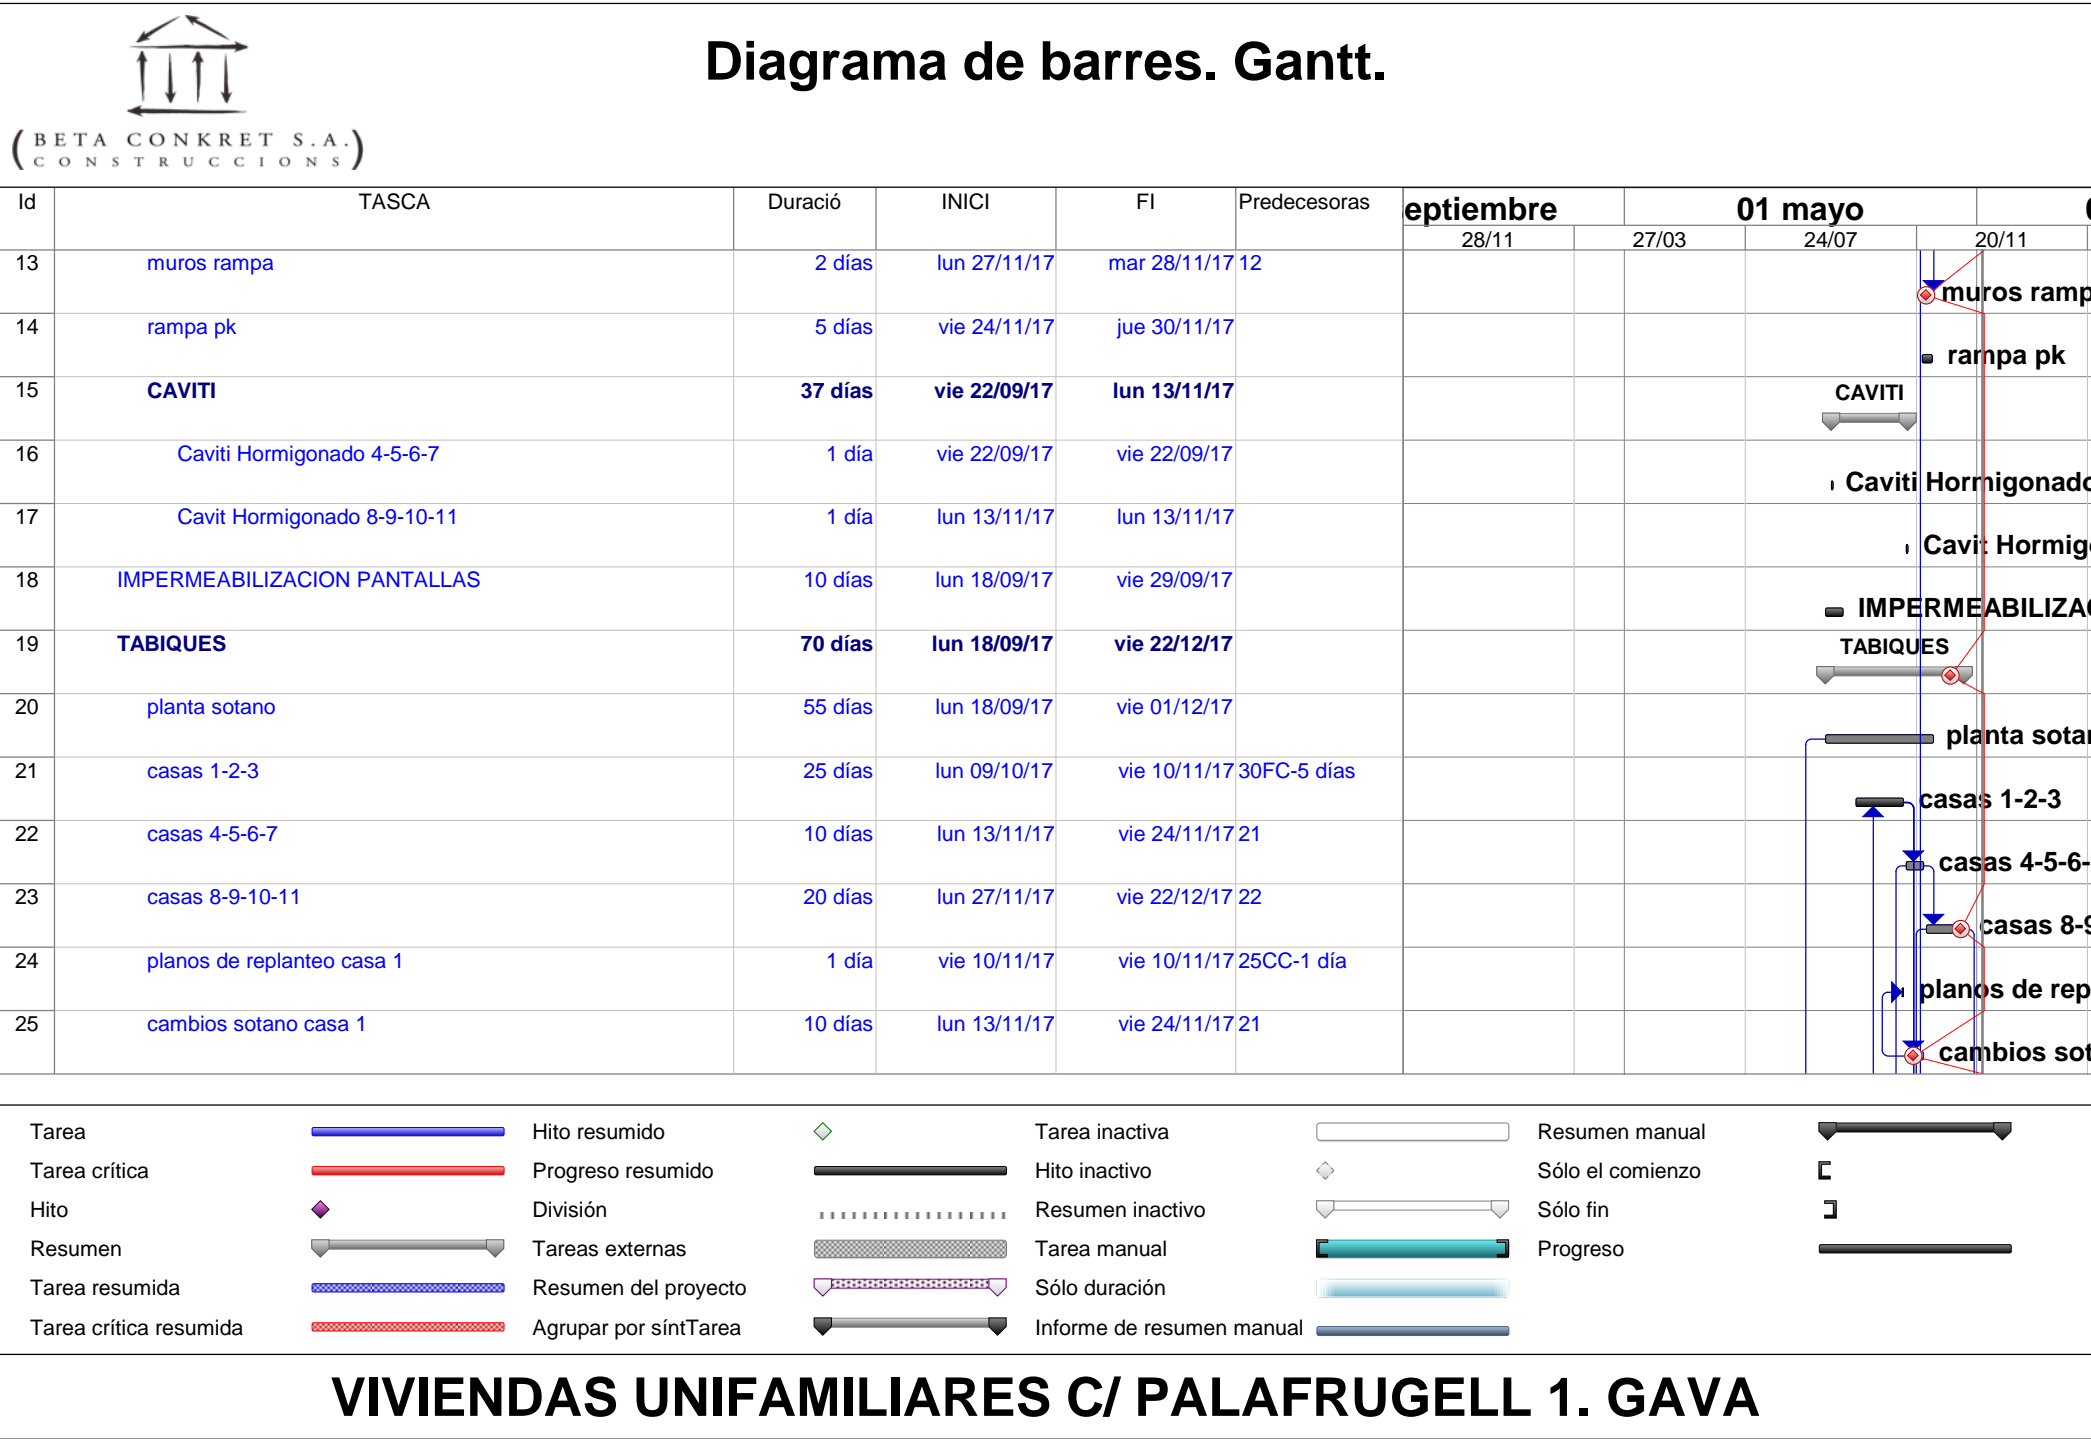 Diagrama de barres. Gantt.
(BETA CONKRET S.A.
CONSTRUCCIONS)
Id TASCA Duració INICI FI Predecesoras eptiembre 01 mayo
28/11 27/03 24/07 20/11
13 muros rampa 2 días lun 27/11/17 mar 28/11/17 12
muros ramp
14 rampa pk 5 días vie 24/11/17 jue 30/11/17
rampa pk
15 CAVITI 37 días vie 22/09/17 lun 13/11/17 CAVITI
16 Caviti Hormigonado 4-5-6-7 1 día vie 22/09/17 vie 22/09/17
Caviti Hormigonado
17 Cavit Hormigonado 8-9-10-11 1 día lun 13/11/17 lun 13/11/17
Cavit Hormig
18 IMPERMEABILIZACION PANTALLAS 10 días lun 18/09/17 vie 29/09/17
IMPERMEABILIZA
19 TABIQUES 70 días lun 18/09/17 vie 22/12/17 TABIQUES
20 planta sotano 55 días lun 18/09/17 vie 01/12/17
planta sota
21 casas 1-2-3 25 días lun 09/10/17 vie 10/11/17 30FC-5 días
casas 1-2-3
22 casas 4-5-6-7 10 días lun 13/11/17 vie 24/11/17 21
casas 4-5-6-
23 casas 8-9-10-11 20 días lun 27/11/17 vie 22/12/17 22
casas 8-9
24 planos de replanteo casa 1 1 día vie 10/11/17 vie 10/11/17 25CC-1 día
planos de rep
25 cambios sotano casa 1 10 días lun 13/11/17 vie 24/11/17 21
cambios sot
Tarea Hito resumido Tarea inactiva Resumen manual
Tarea crítica Progreso resumido Hito inactivo Sólo el comienzo
Hito División Resumen inactivo Sólo fin
Resumen Tareas externas Tarea manual Progreso
Tarea resumida Resumen del proyecto Sólo duración
Tarea crítica resumida Agrupar por síntTarea Informe de resumen manual
VIVIENDAS UNIFAMILIARES C/ PALAFRUGELL 1. GAVA